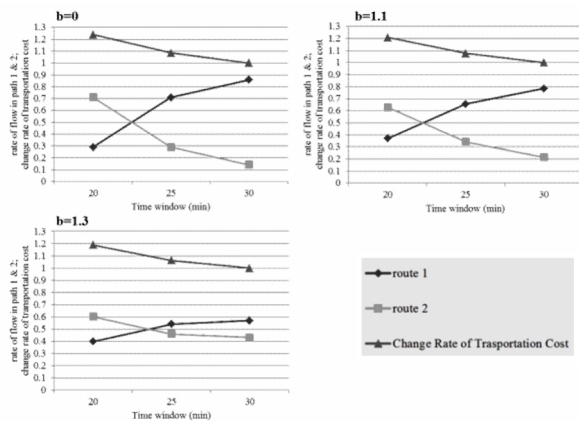 b=0
rate of flow in path 1 & 2;
change rate of transportation cost
1.3
1.2
1.1
1
0.9
0.8
0.7
0.6
0.5
0.4
0.3
0.2
0.1
0
20 25 30
Time window (min)
b=1.1
rate of flow in path 1 & 2;
change rate of transportation cost
1.3
1.2
1.1
1
0.9
0.8
0.7
0.6
0.5
0.4
0.3
0.2
0.1
0
20 25 30
Time window (min)
b=1.3
rate of flow in path 1 & 2;
change rate of transportation cost
1.3
1.2
1.1
1
0.9
0.8
0.7
0.6
0.5
0.4
0.3
0.2
0.1
0
20 25 30
Time window (min)
route 1
route 2
Change Rate of Trasportation Cost